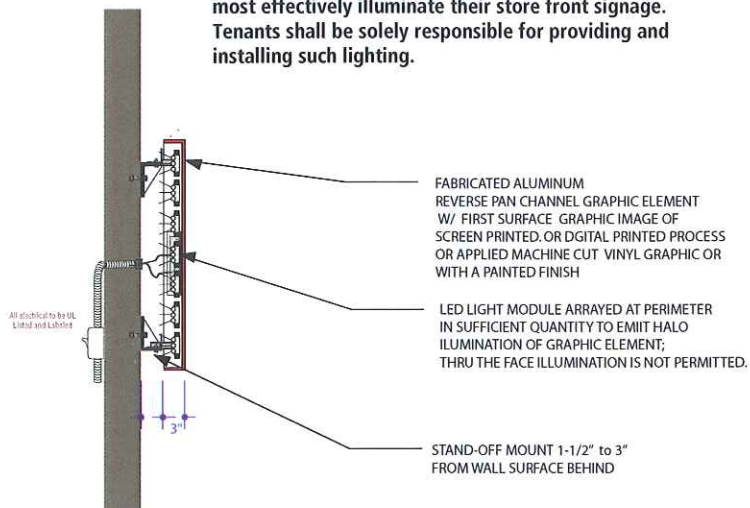 most effectively illuminate their store front signage.
Tenants shall be solely responsible for providing and
installing such lighting.
FABRICATED ALUMINUM
REVERSE PAN CHANNEL GRAPHIC ELEMENT
W/ FIRST SURFACE GRAPHIC IMAGE OF
SCREEN PRINTED. OR DGITAL PRINTED PROCESS
OR APPLIED MACHINE CUT VINYL GRAPHIC OR
WITH A PAINTED FINISH
LED LIGHT MODULE ARRAYED AT PERIMETER
IN SUFFICIENT QUANTITY TO EMIIT HALO
ILUMINATION OF GRAPHIC ELEMENT;
THRU THE FACE ILLUMINATION IS NOT PERMITTED.
All electrical to be UL
Listed and Labeled
3"
STAND-OFF MOUNT 1-1/2" to 3"
FROM WALL SURFACE BEHIND